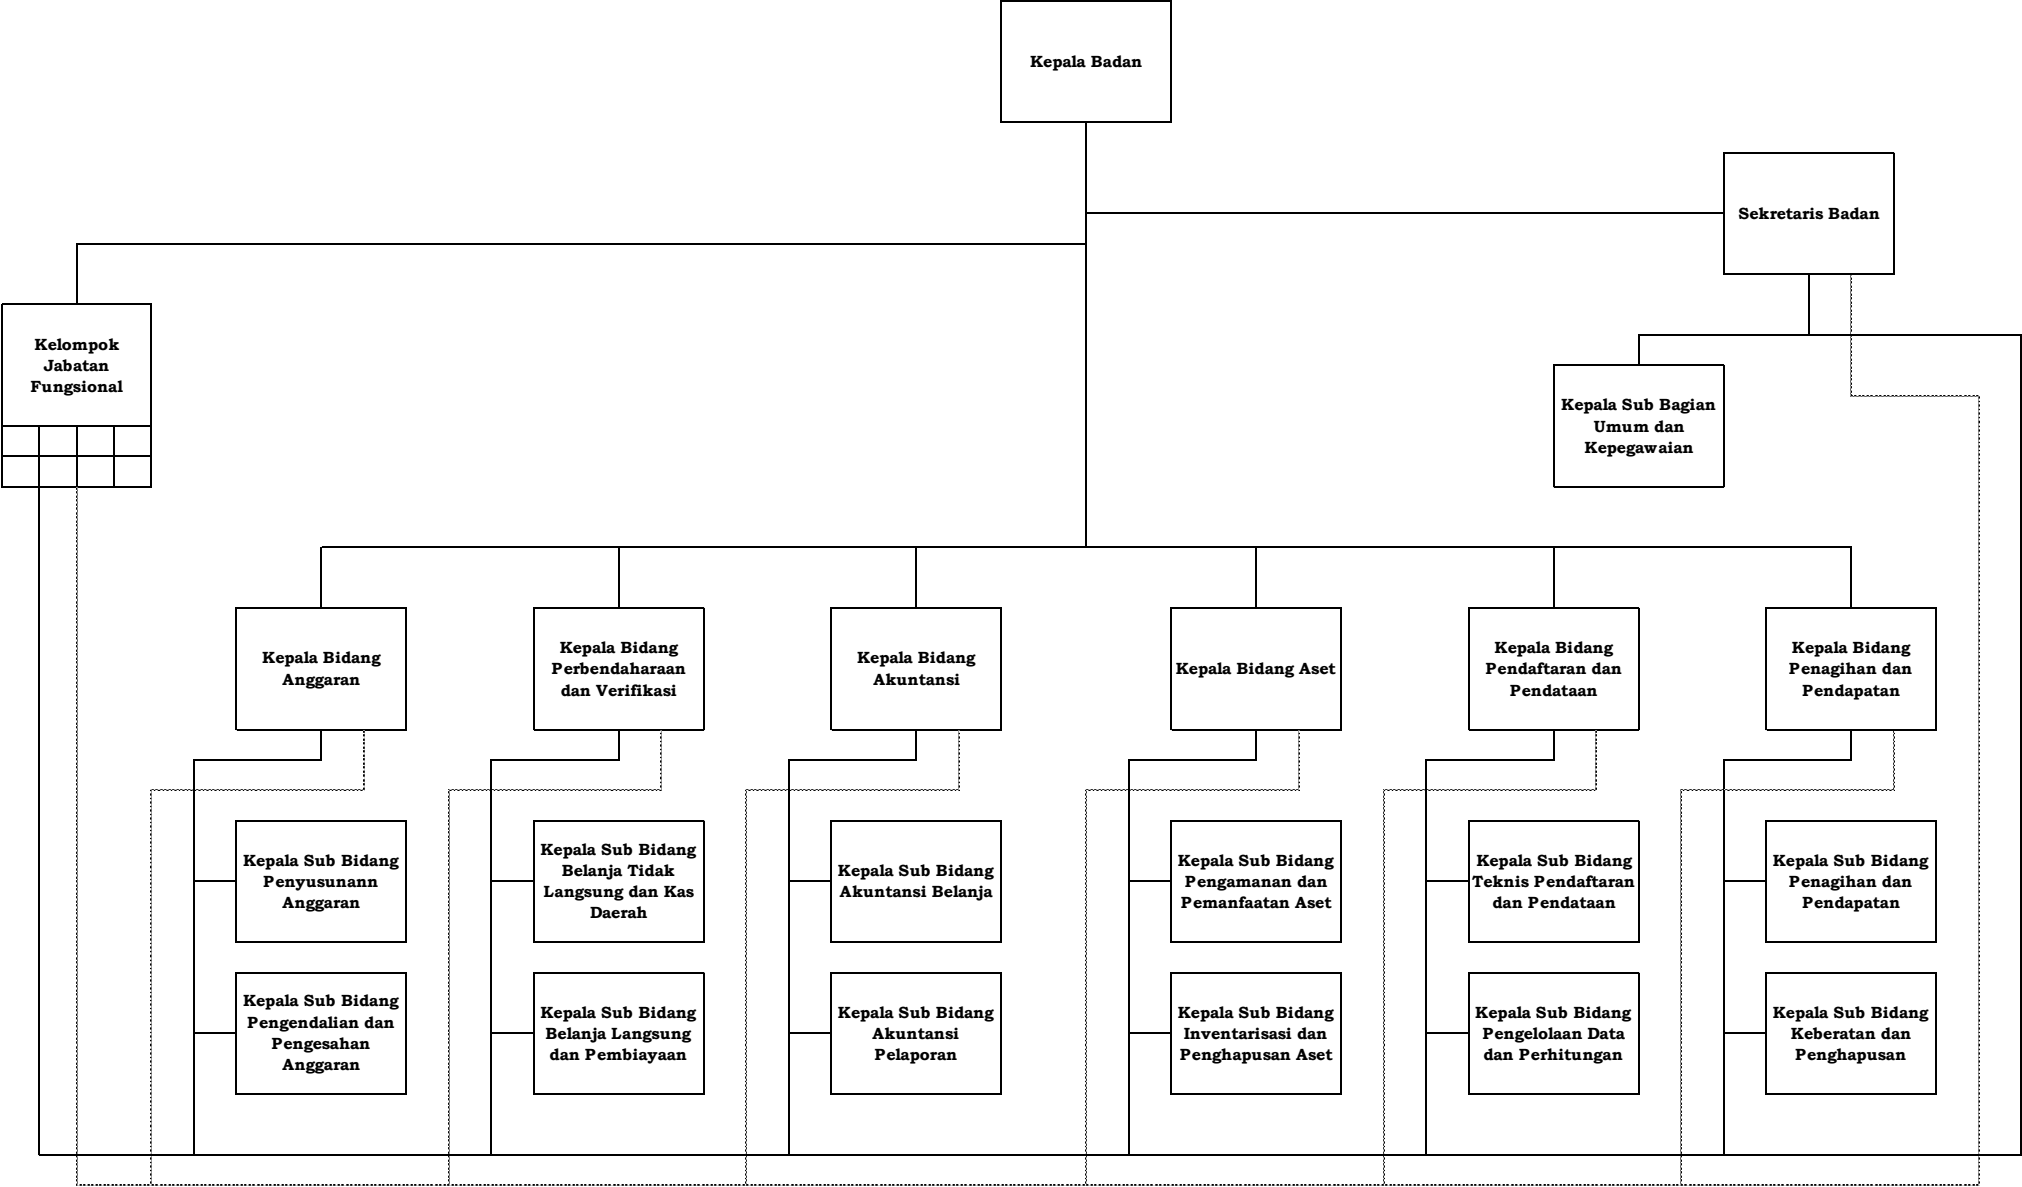 Kepala Badan
Sekretaris Badan
Kelompok
Jabatan
Fungsional
Kepala Sub Bagian
Umum dan
Kepegawaian
Kepala Bidang
Anggaran
Kepala Bidang
Perbendaharaan
dan Verifikasi
Kepala Bidang
Akuntansi
Kepala Bidang Aset
Kepala Bidang
Pendaftaran dan
Pendataan
Kepala Bidang
Penagihan dan
Pendapatan
Kepala Sub Bidang
Penyusunann
Anggaran
Kepala Sub Bidang
Belanja Tidak
Langsung dan Kas
Daerah
Kepala Sub Bidang
Akuntansi Belanja
Kepala Sub Bidang
Pengamanan dan
Pemanfaatan Aset
Kepala Sub Bidang
Teknis Pendaftaran
dan Pendataan
Kepala Sub Bidang
Penagihan dan
Pendapatan
Kepala Sub Bidang
Pengendalian dan
Pengesahan
Anggaran
Kepala Sub Bidang
Belanja Langsung
dan Pembiayaan
Kepala Sub Bidang
Akuntansi
Pelaporan
Kepala Sub Bidang
Inventarisasi dan
Penghapusan Aset
Kepala Sub Bidang
Pengelolaan Data
dan Perhitungan
Kepala Sub Bidang
Keberatan dan
Penghapusan